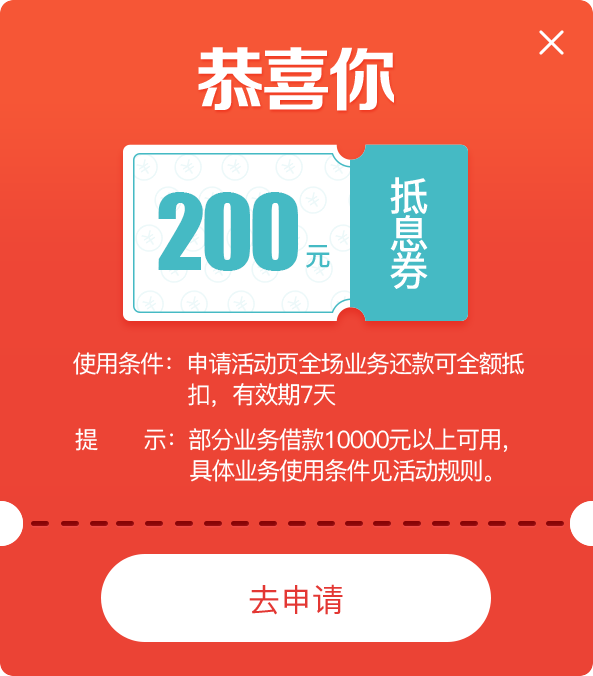 恭喜你
200元
抵息券
使用条件：申请活动页全场业务还款可全额抵
扣，有效期7天
提 示：部分业务借款10000元以上可用，
具体业务使用条件见活动规则。
去申请